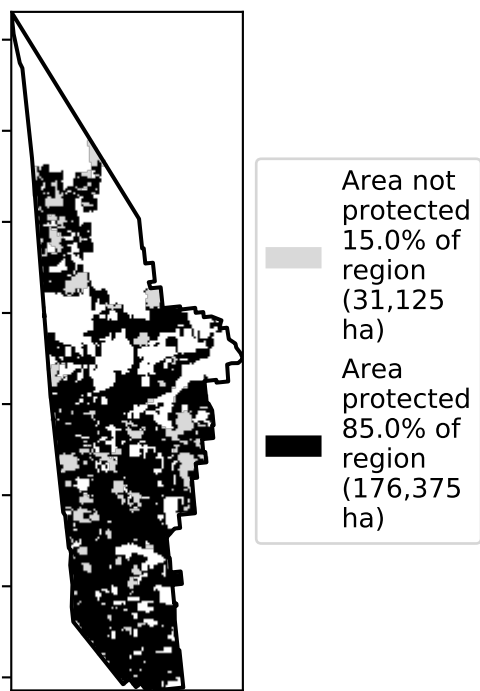 Area not
protected
15.0% of
region
(31,125
ha)
Area
protected
85.0% of
region
(176,375
ha)